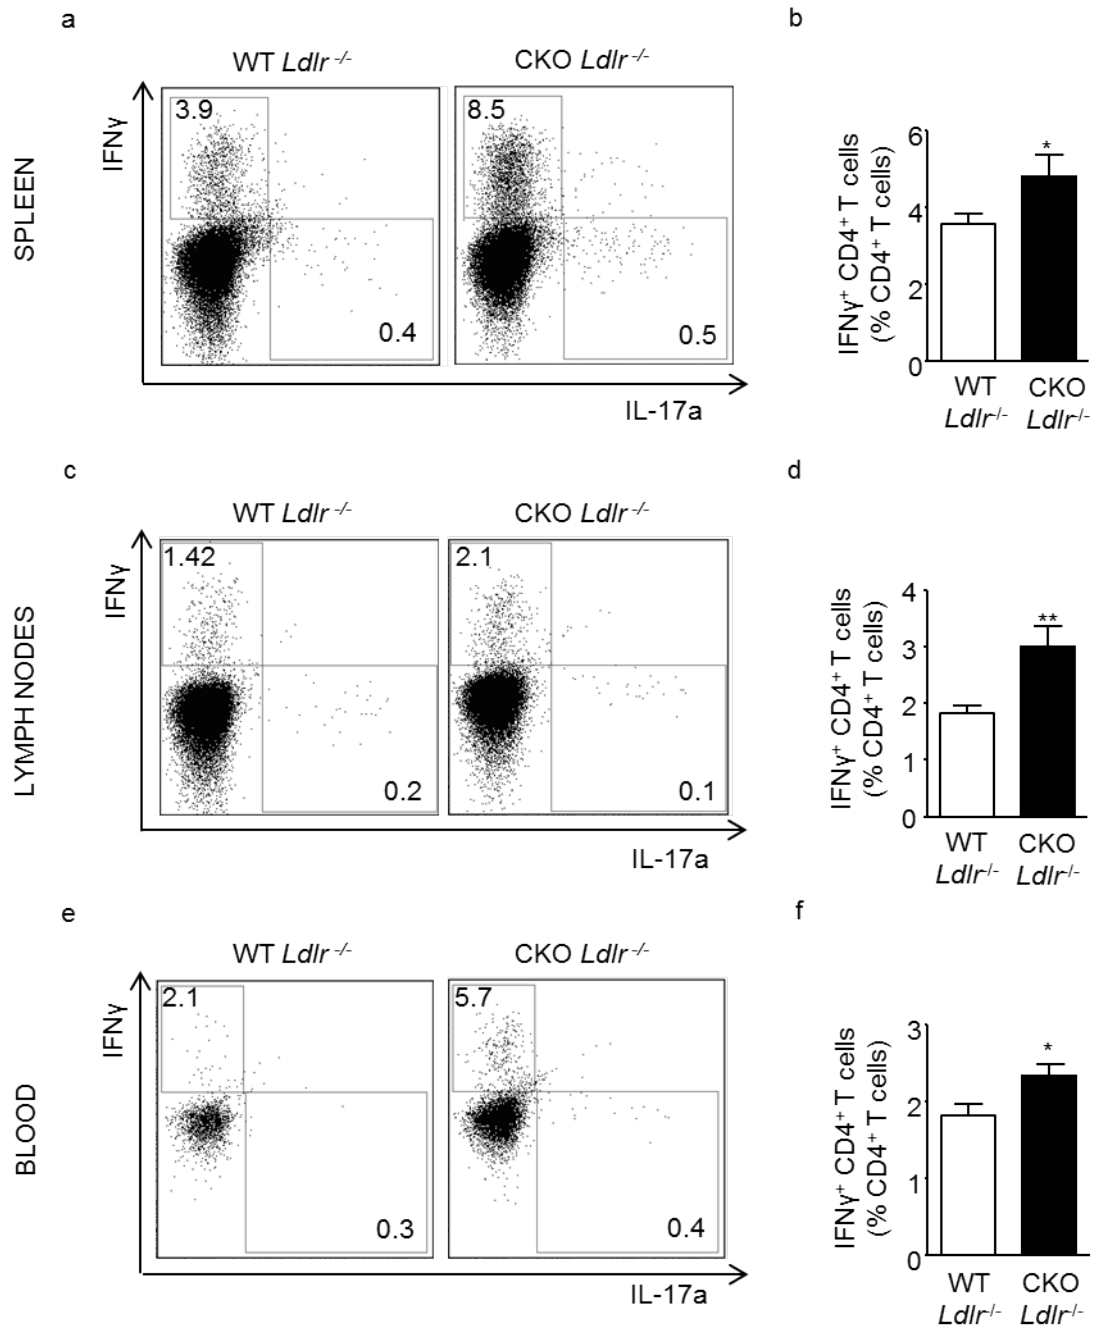 a
b
SPLEEN
WT Ldlr -/-
CKO Ldlr -/-
IFNγ
3.9
0.4
8.5
0.5
IL-17a
IFNγ+ CD4+ T cells
(% CD4+ T cells)
6
4
2
0
*
WT
Ldlr-/-
CKO
Ldlr-/-
c
d
LYMPH NODES
WT Ldlr -/-
CKO Ldlr -/-
IFNγ
1.42
0.2
2.1
0.1
IL-17a
IFNγ+ CD4+ T cells
(% CD4+ T cells)
4
3
2
1
0
**
WT
Ldlr-/-
CKO
Ldlr-/-
e
f
BLOOD
WT Ldlr -/-
CKO Ldlr -/-
IFNγ
2.1
0.3
5.7
0.4
IL-17a
IFNγ+ CD4+ T cells
(% CD4+ T cells)
3
2
1
0
*
WT
Ldlr-/-
CKO
Ldlr-/-